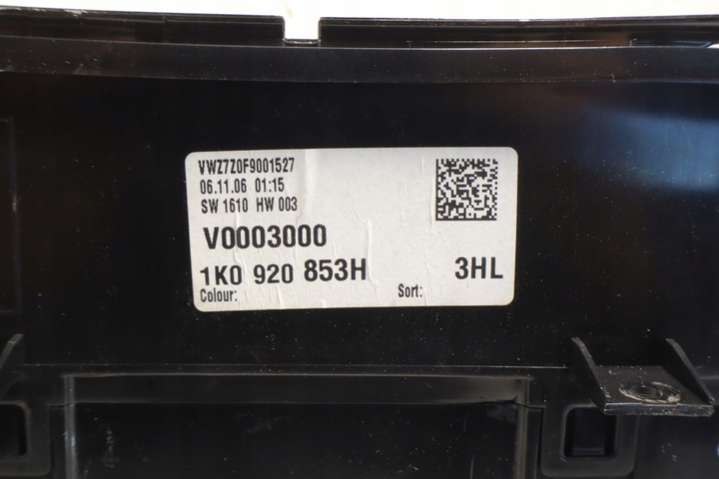 VWZ7Z0F9001527
06.11.06 01:15
SW 1610 HW 003
V0003000
1K0 920 853H 3HL
Colour: Sort: